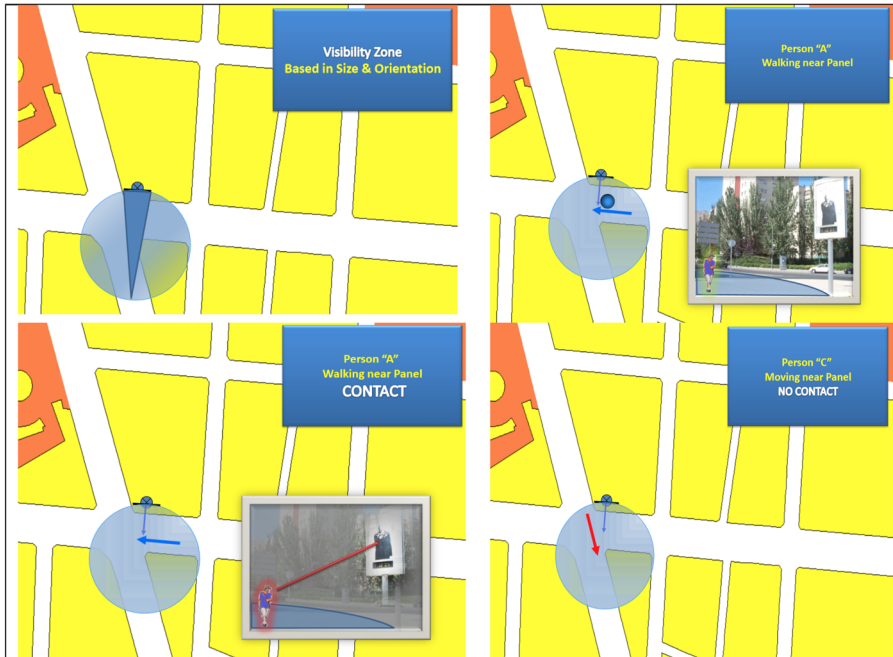 Visibility Zone
Based in Size & Orientation
Person “A”
Walking near Panel
Person “A”
Walking near Panel
CONTACT
Person “C”
Moving near Panel
NO CONTACT